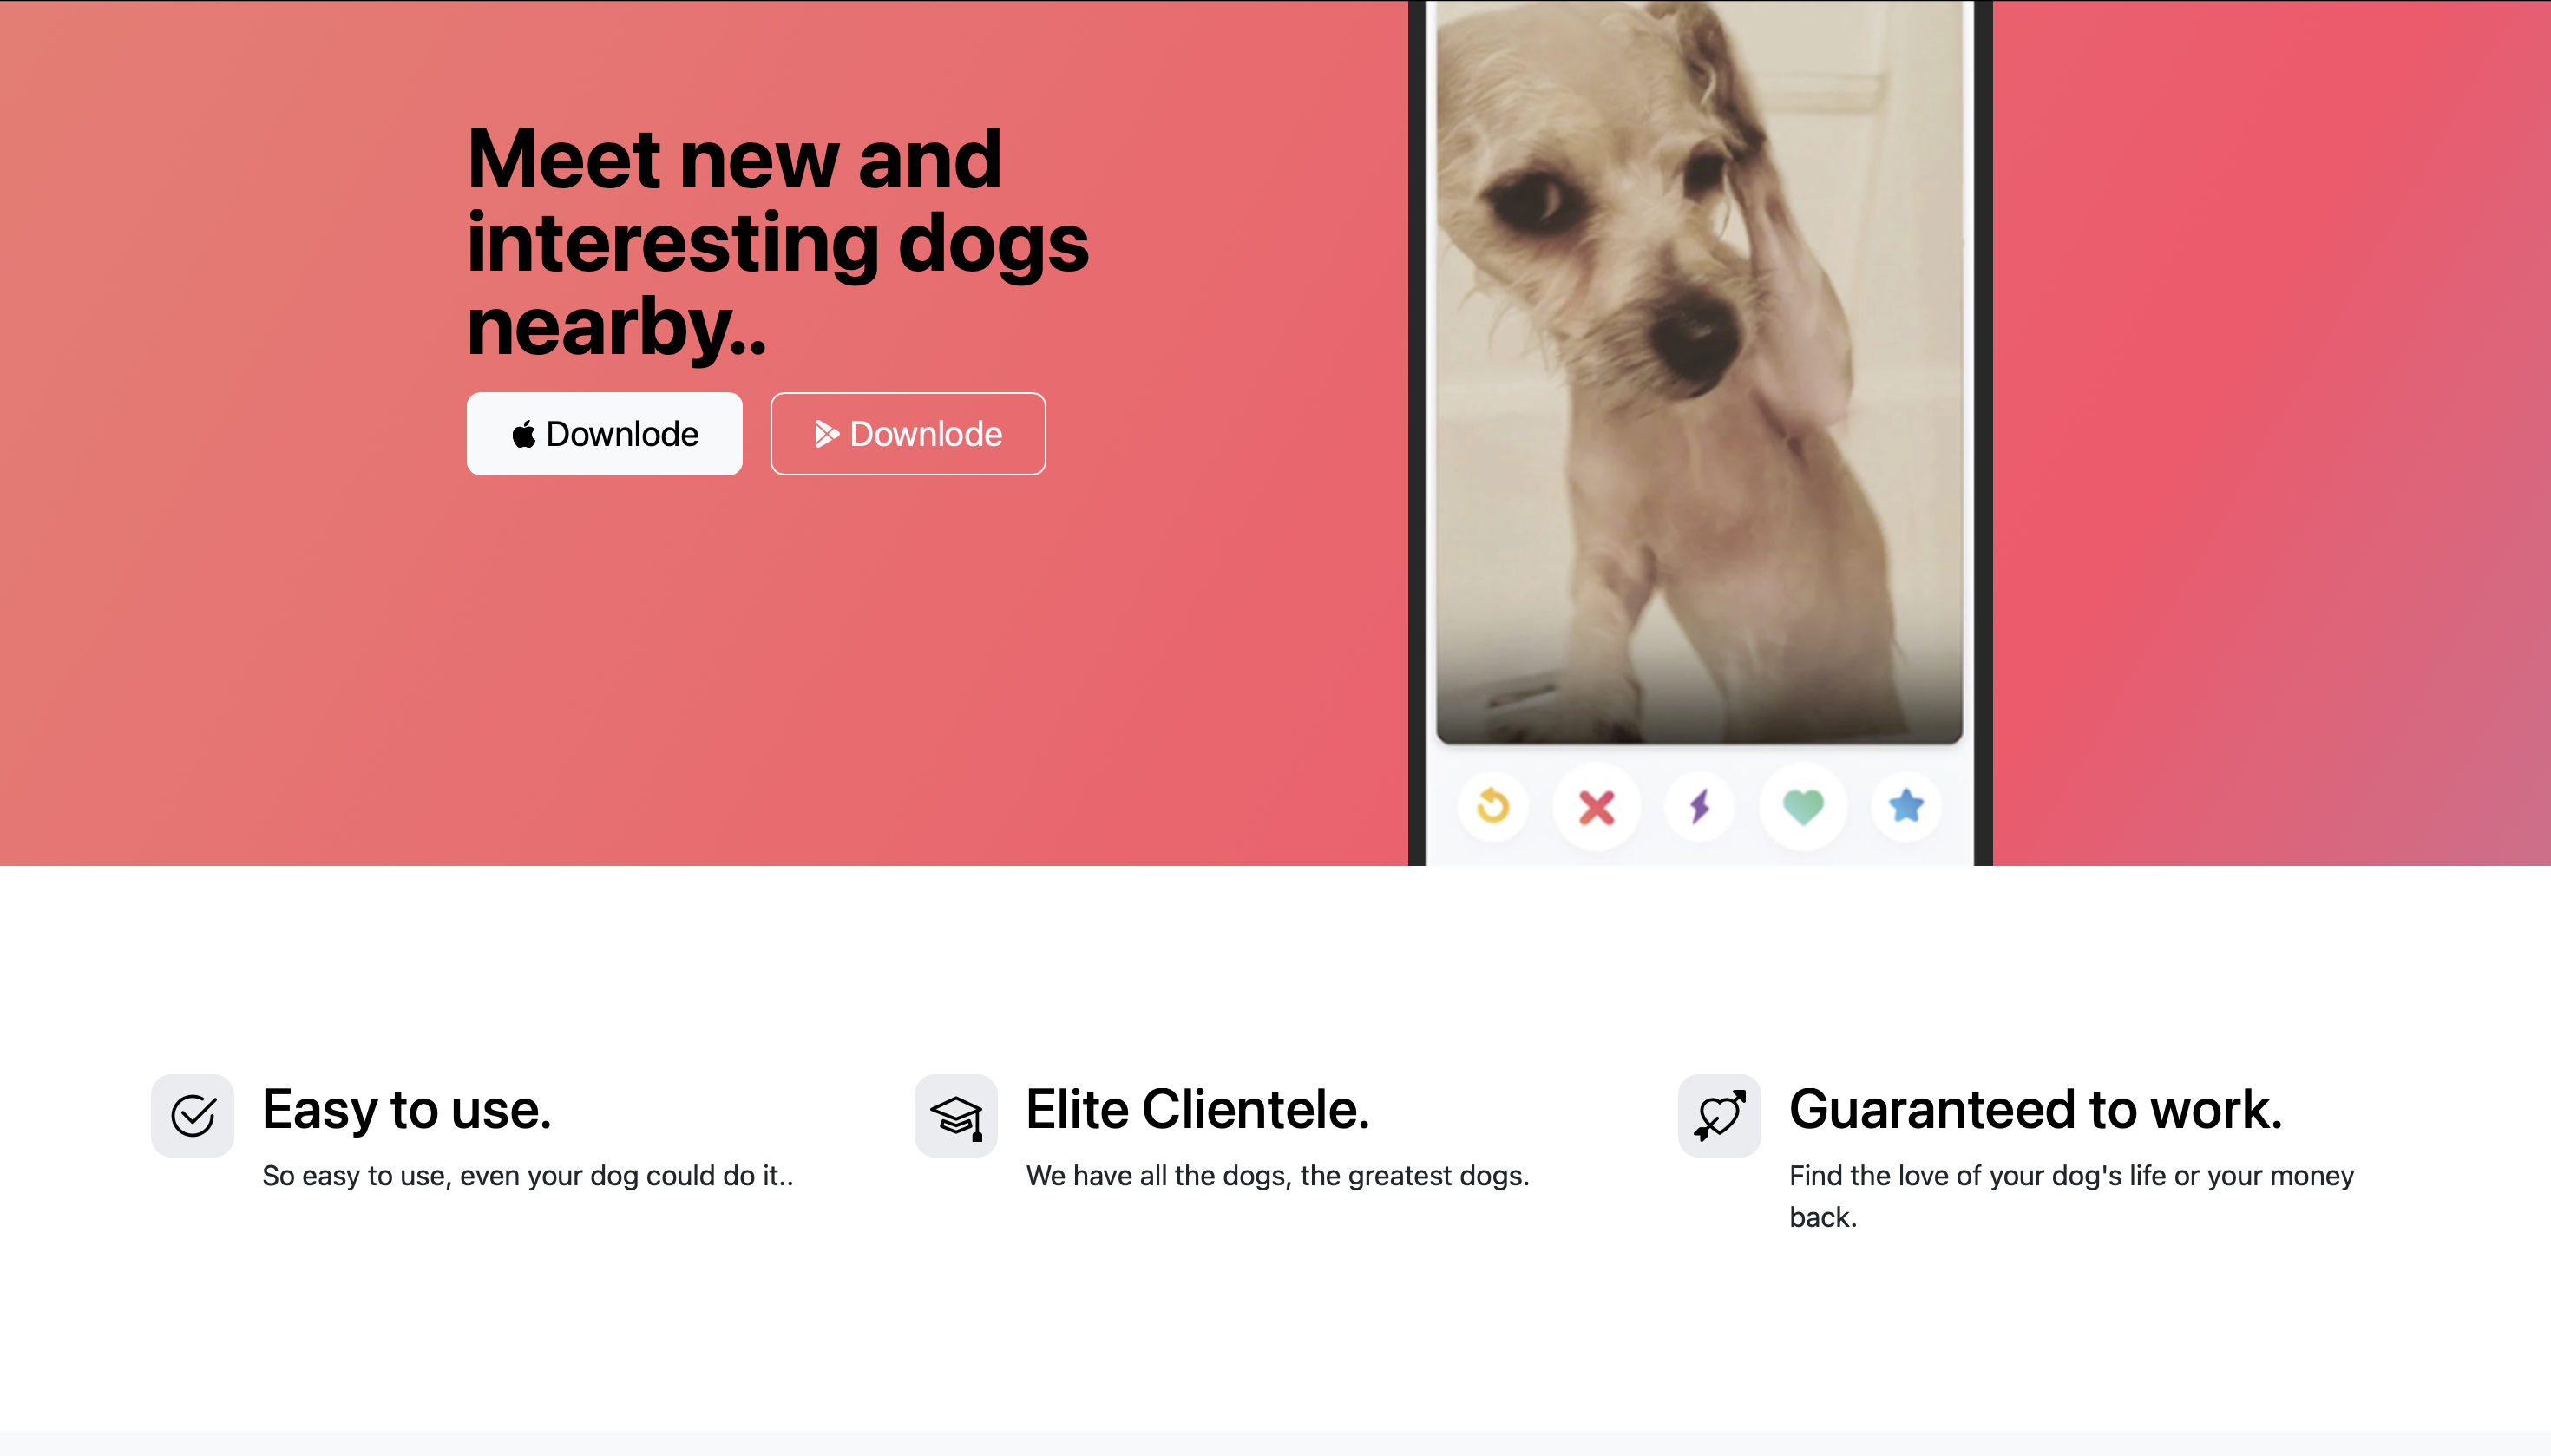 Meet new and
interesting dogs
nearby..
Downlode
Downlode
Easy to use.
So easy to use, even your dog could do it..
Elite Clientele.
We have all the dogs, the greatest dogs.
Guaranteed to work.
Find the love of your dog's life or your money
back.